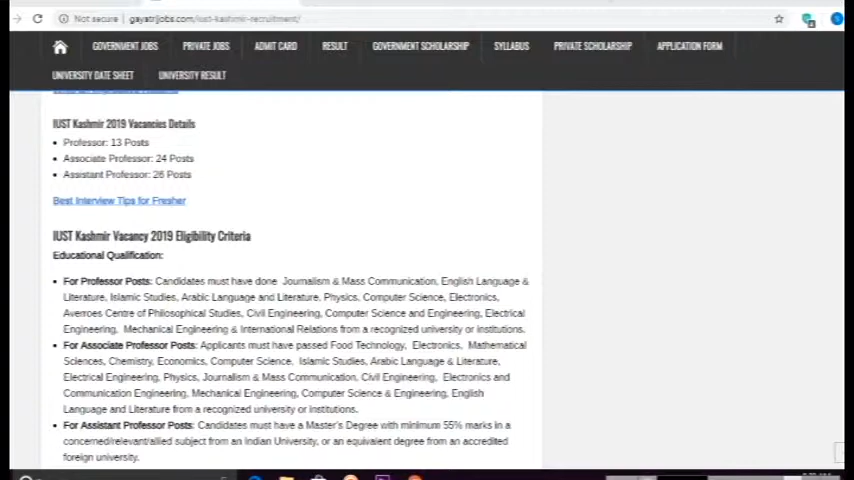 Not secure | gayatrijobs.com/iust-kashmir-recruitment/
GOVERNMENT JOBS PRIVATE JOBS ADMIT CARD RESULT GOVERNMENT SCHOLARSHIP SYLLABUS PRIVATE SCHOLARSHIP APPLICATION FORM
UNIVERSITY DATE SHEET UNIVERSITY RESULT
IUST Kashmir 2019 Vacancies Details
• Professor: 13 Posts
• Associate Professor: 24 Posts
• Assistant Professor: 26 Posts
Best Interview Tips for Fresher
IUST Kashmir Vacancy 2019 Eligibility Criteria
Educational Qualification:
• For Professor Posts: Candidates must have done Journalism & Mass Communication, English Language &
Literature, Islamic Studies, Arabic Language and Literature, Physics, Computer Science, Electronics,
Averroes Centre of Philosophical Studies, Civil Engineering, Computer Science and Engineering, Electrical
Engineering, Mechanical Engineering & International Relations from a recognized university or institutions.
• For Associate Professor Posts: Applicants must have passed Food Technology, Electronics, Mathematical
Sciences, Chemistry, Economics, Computer Science, Islamic Studies, Arabic Language & Literature,
Electrical Engineering, Physics, Journalism & Mass Communication, Civil Engineering, Electronics and
Communication Engineering, Mechanical Engineering, Computer Science & Engineering, English
Language and Literature from a recognized university or institutions.
• For Assistant Professor Posts: Candidates must have a Master's Degree with minimum 55% marks in a
concerned/relevant/allied subject from an Indian University, or an equivalent degree from an accredited
foreign university.